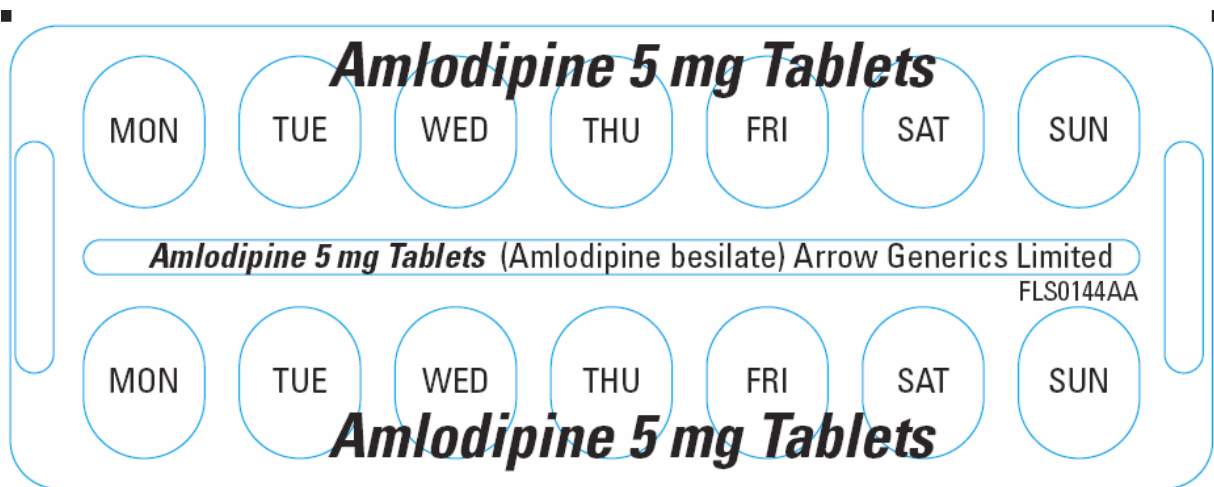 Amlodipine 5 mg Tablets
MON TUE WED THU FRI SAT SUN
Amlodipine 5 mg Tablets (Amlodipine besilate) Arrow Generics Limited
FLS0144AA
MON TUE WED THU FRI SAT SUN
Amlodipine 5 mg Tablets